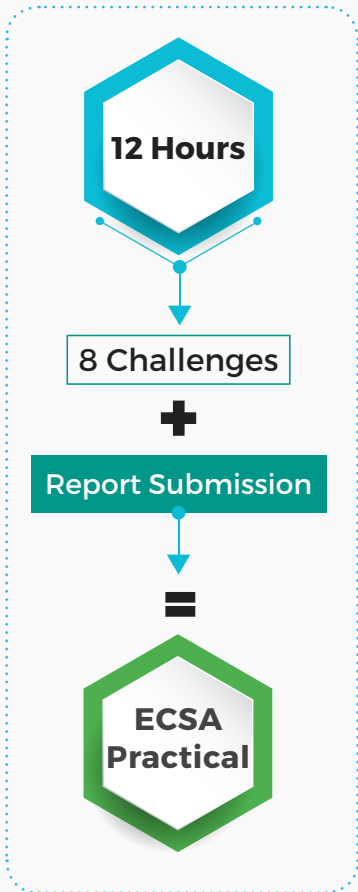 12 Hours
8 Challenges
+
Report Submission
=
ECSA
Practical